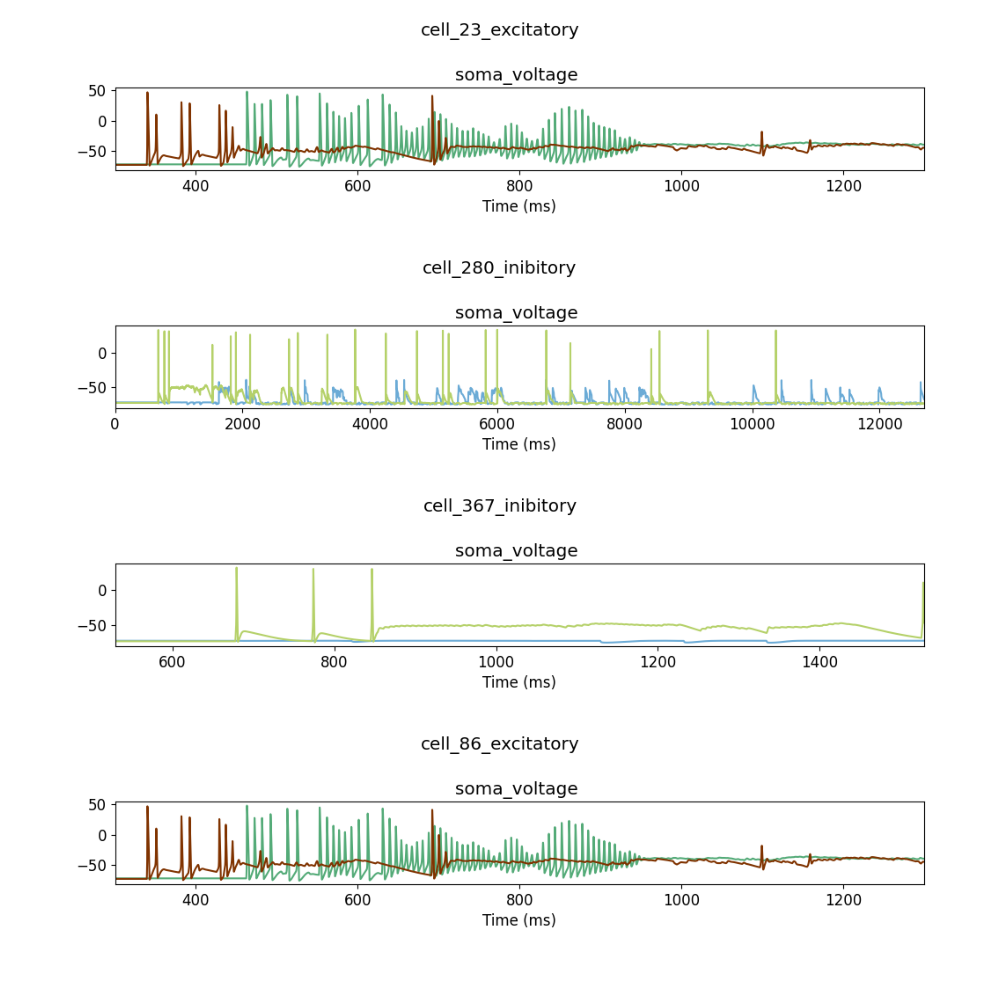 cell_23_excitatory
soma_voltage
50
0
−50
400 600 800 1000 1200
Time (ms)
cell_280_inibitory
soma_voltage
0
−50
0 2000 4000 6000 8000 10000 12000
Time (ms)
cell_367_inibitory
soma_voltage
0
−50
600 800 1000 1200 1400
Time (ms)
cell_86_excitatory
soma_voltage
50
0
−50
400 600 800 1000 1200
Time (ms)